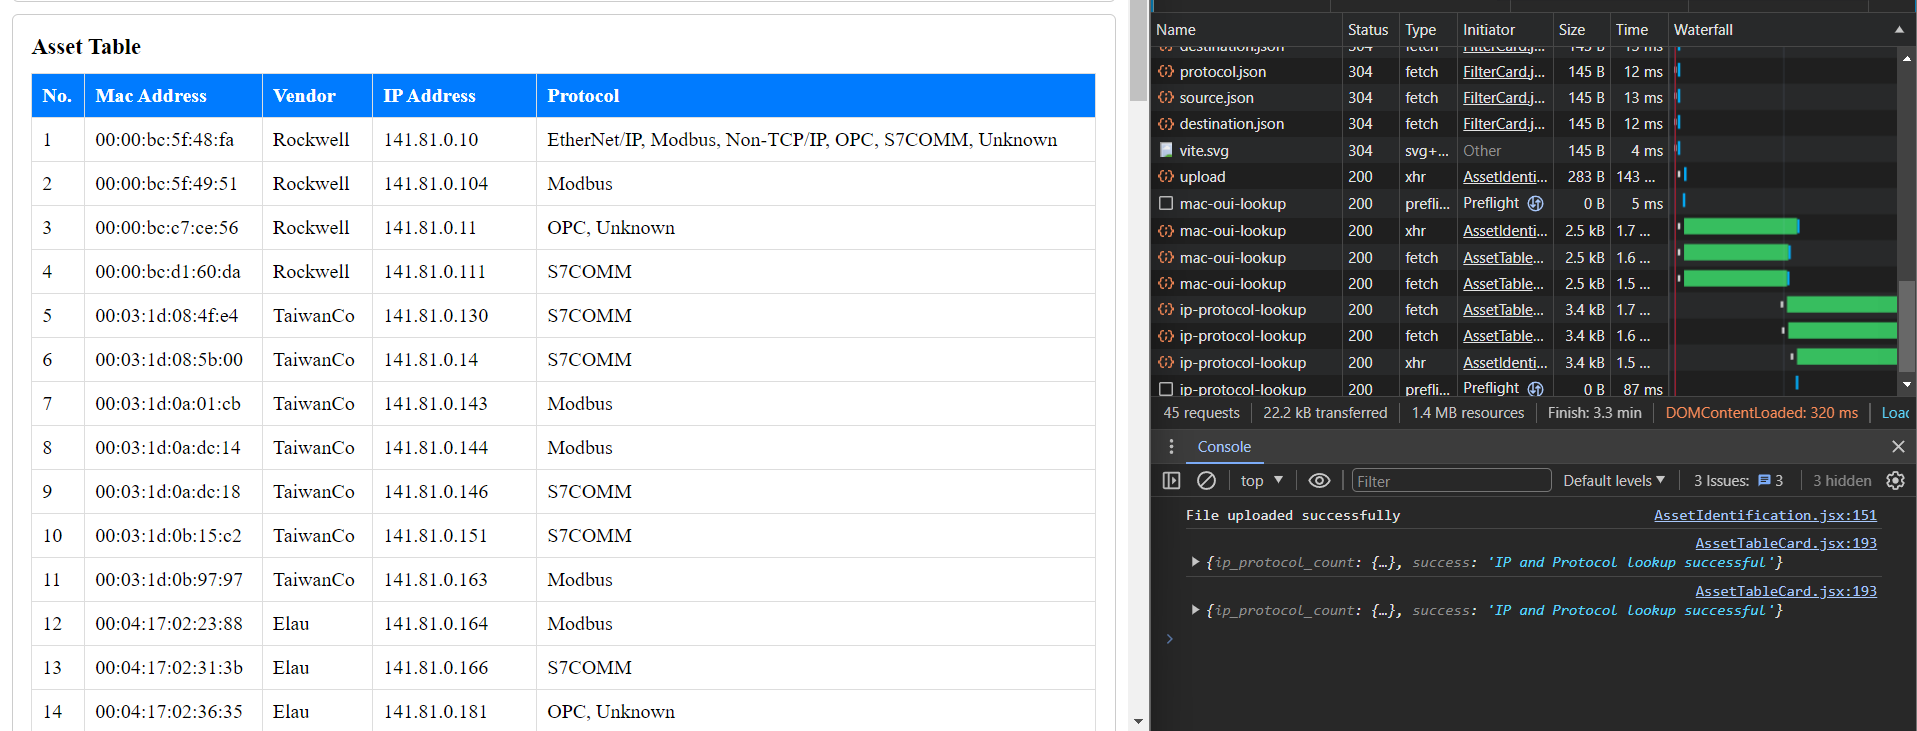 Asset Table
No. Mac Address Vendor IP Address Protocol
1 00:00:bc:5f:48:fa Rockwell 141.81.0.10 EtherNet/IP, Modbus, Non-TCP/IP, OPC, S7COMM, Unknown
2 00:00:bc:5f:49:51 Rockwell 141.81.0.104 Modbus
3 00:00:bc:c7:ce:56 Rockwell 141.81.0.11 OPC, Unknown
4 00:00:bc:d1:60:da Rockwell 141.81.0.111 S7COMM
5 00:03:1d:08:4f:e4 TaiwanCo 141.81.0.130 S7COMM
6 00:03:1d:08:5b:00 TaiwanCo 141.81.0.14 S7COMM
7 00:03:1d:0a:01:cb TaiwanCo 141.81.0.143 Modbus
8 00:03:1d:0a:dc:14 TaiwanCo 141.81.0.144 Modbus
9 00:03:1d:0a:dc:18 TaiwanCo 141.81.0.146 S7COMM
10 00:03:1d:0b:15:c2 TaiwanCo 141.81.0.151 S7COMM
11 00:03:1d:0b:97:97 TaiwanCo 141.81.0.163 Modbus
12 00:04:17:02:23:88 Elau 141.81.0.164 Modbus
13 00:04:17:02:31:3b Elau 141.81.0.166 S7COMM
14 00:04:17:02:36:35 Elau 141.81.0.181 OPC, Unknown
Name Status Type Initiator Size Time Waterfall
destination.json 304 fetch FilterCard.j... 145 B 13 ms
protocol.json 304 fetch FilterCard.j... 145 B 12 ms
source.json 304 fetch FilterCard.j... 145 B 13 ms
destination.json 304 fetch FilterCard.j... 145 B 12 ms
vite.svg 304 svg+... Other 145 B 4 ms
upload 200 xhr AssetIdenti... 283 B 143 ...
mac-oui-lookup 200 prefli... Preflight 0 B 5 ms
mac-oui-lookup 200 xhr AssetIdenti... 2.5 kB 1.7 ...
mac-oui-lookup 200 fetch AssetTable... 2.5 kB 1.6 ...
mac-oui-lookup 200 fetch AssetTable... 2.5 kB 1.5 ...
ip-protocol-lookup 200 fetch AssetTable... 3.4 kB 1.7 ...
ip-protocol-lookup 200 fetch AssetTable... 3.4 kB 1.6 ...
ip-protocol-lookup 200 xhr AssetIdenti... 3.4 kB 1.5 ...
ip-protocol-lookup 200 prefli... Preflight 0 B 87 ms
45 requests 22.2 kB transferred 1.4 MB resources Finish: 3.3 min DOMContentLoaded: 320 ms Loac
Console
top Filter Default levels 3 Issues: 3 3 hidden
File uploaded successfully AssetIdentification.jsx:151
AssetTableCard.jsx:193
{ip_protocol_count: {…}, success: 'IP and Protocol lookup successful'}
AssetTableCard.jsx:193
{ip_protocol_count: {…}, success: 'IP and Protocol lookup successful'}